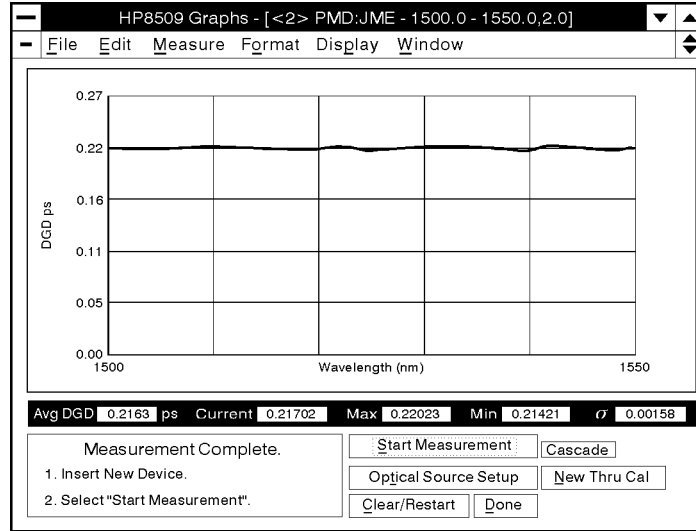 HP8509 Graphs - [<2> PMD:JME - 1500.0 - 1550.0,2.0]
File Edit Measure Format Display Window
0.27
0.22
0.16
0.11
0.05
0.00
DGD ps
1500 Wavelength (nm) 1550
Avg DGD 0.2163 ps Current 0.21702 Max 0.22023 Min 0.21421 σ 0.00158
Measurement Complete.
1. Insert New Device.
2. Select "Start Measurement".
Start Measurement Cascade
Optical Source Setup New Thru Cal
Clear/Restart Done